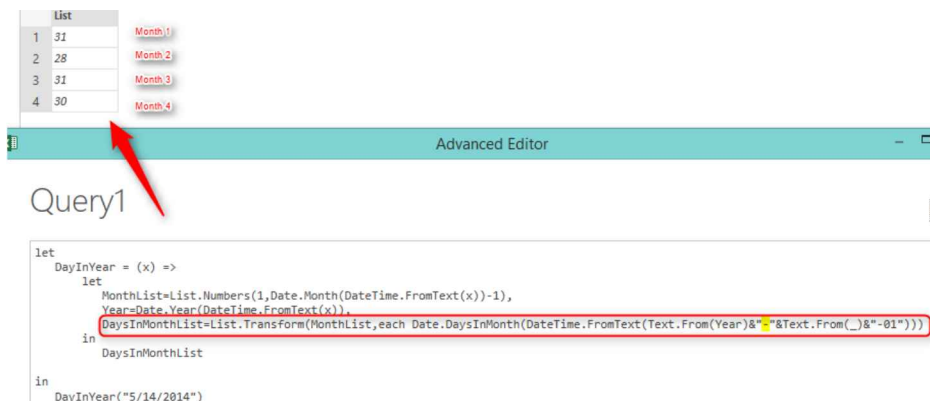 List
1 31 Month 1
2 28 Month 2
3 31 Month 3
4 30 Month 4
Advanced Editor
Query1
let
DayInYear = (x) =>
let
MonthList=List.Numbers(1,Date.Month(DateTime.FromText(x))-1),
Year=Date.Year(DateTime.FromText(x)),
DaysInMonthList=List.Transform(MonthList,each Date.DaysInMonth(DateTime.FromText(Text.From(Year)&"-"&Text.From(_)&"-01")))
in
DaysInMonthList
in
DayInYear("5/14/2014")